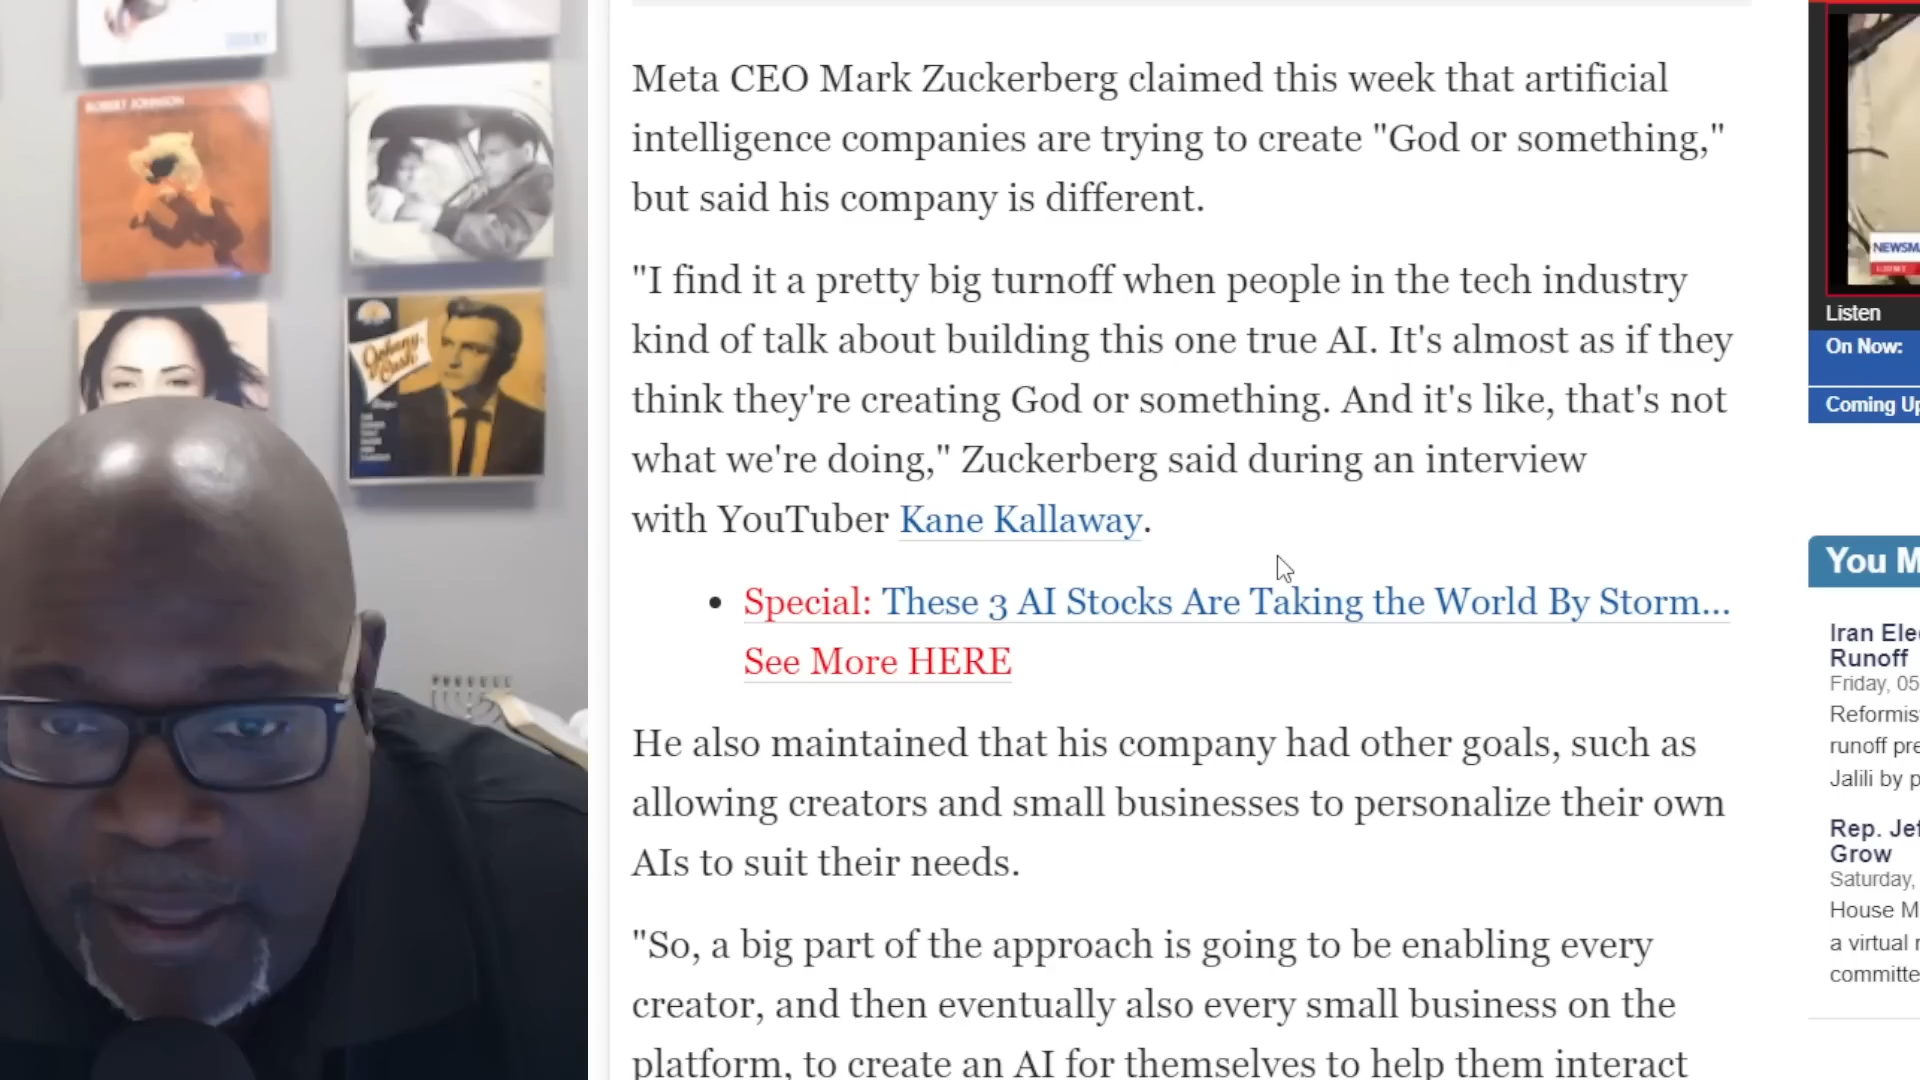 ROBERT JOHNSON
Johnny
Cash
Meta CEO Mark Zuckerberg claimed this week that artificial
intelligence companies are trying to create "God or something,"
but said his company is different.
"I find it a pretty big turnoff when people in the tech industry
kind of talk about building this one true AI. It's almost as if they
think they're creating God or something. And it's like, that's not
what we're doing," Zuckerberg said during an interview
with YouTuber Kane Kallaway.
• Special: These 3 AI Stocks Are Taking the World By Storm...
See More HERE
He also maintained that his company had other goals, such as
allowing creators and small businesses to personalize their own
AIs to suit their needs.
"So, a big part of the approach is going to be enabling every
creator, and then eventually also every small business on the
platform, to create an AI for themselves to help them interact
NEWSMA
Listen
On Now:
Coming Up
You M
Iran Ele
Runoff
Friday, 05
Reformis
runoff pre
Jalili by p
Rep. Jef
Grow
Saturday,
House M
a virtual r
committe